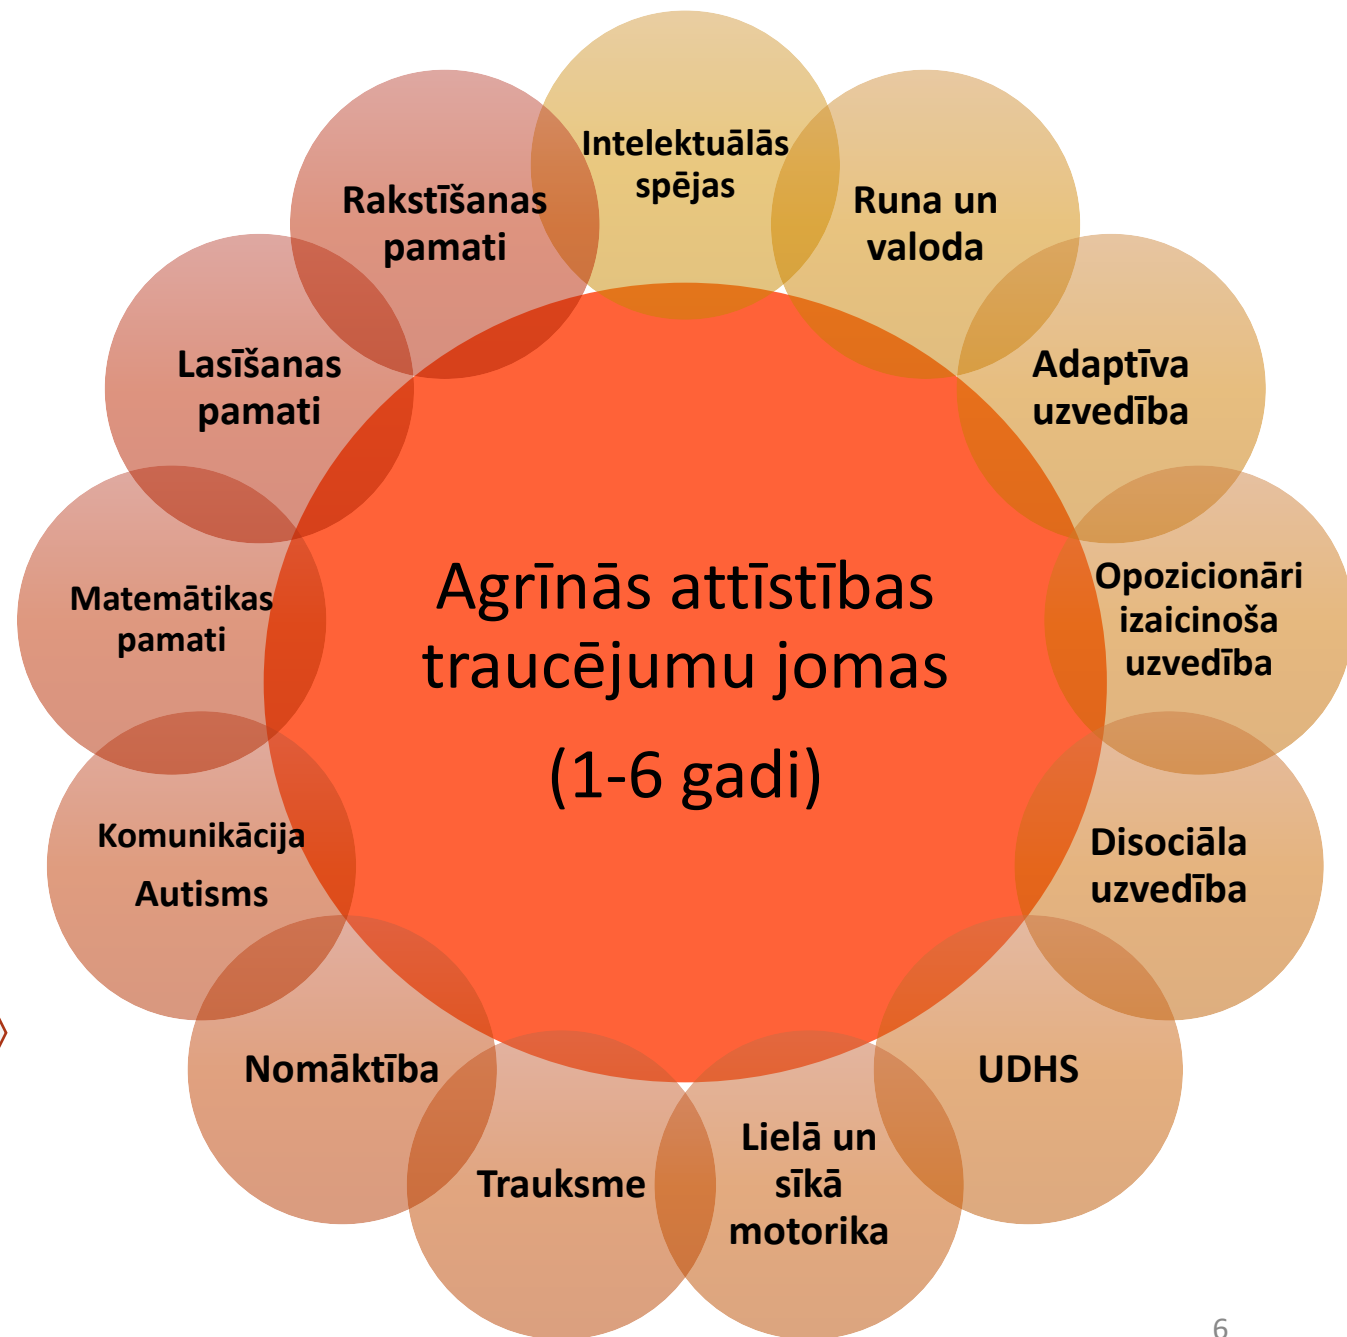 Intelektuālās
spējas
Runa un
valoda
Adaptīva
uzvedība
Opozicionāri
izaicinoša
uzvedība
Disociāla
uzvedība
UDHS
Lielā un
sīkā
motorika
Trauksme
Nomāktība
Komunikācija
Autisms
Matemātikas
pamati
Lasīšanas
pamati
Rakstīšanas
pamati
Agrīnās attīstības
traucējumu jomas
(1-6 gadi)
6